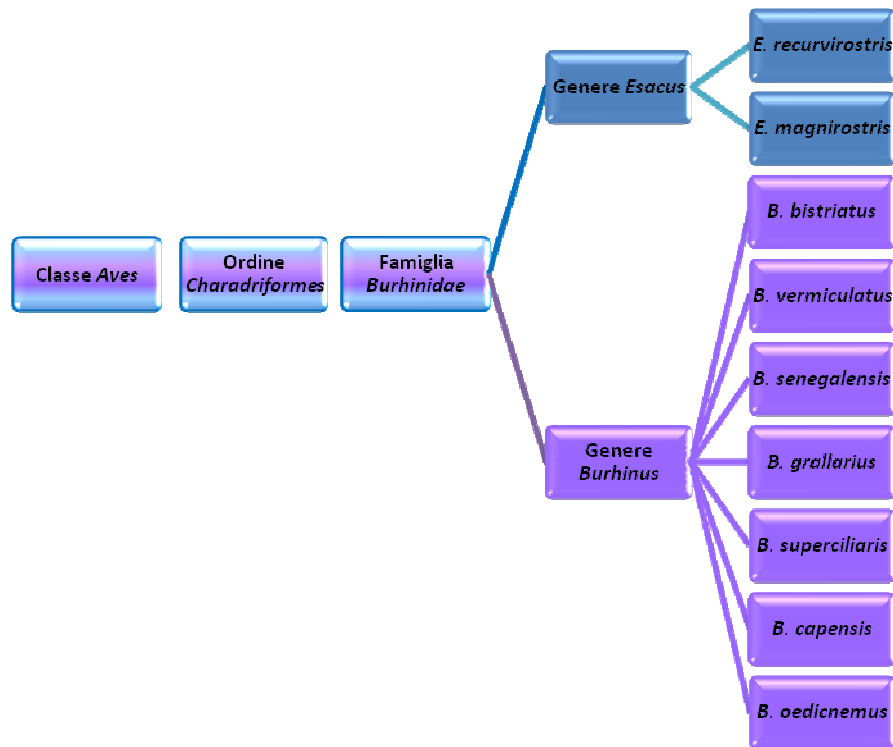 Classe Aves
Ordine
Charadriformes
Famiglia
Burhinidae
Genere Esacus
E. recurvirostris
E. magnirostris
Genere
Burhinus
B. bistriatus
B. vermiculatus
B. senegalensis
B. grallarius
B. superciliaris
B. capensis
B. oedicnemus